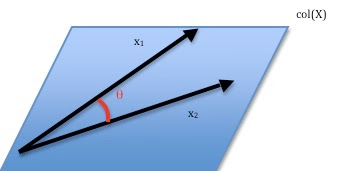 col(X)
x₁
θ
x₂